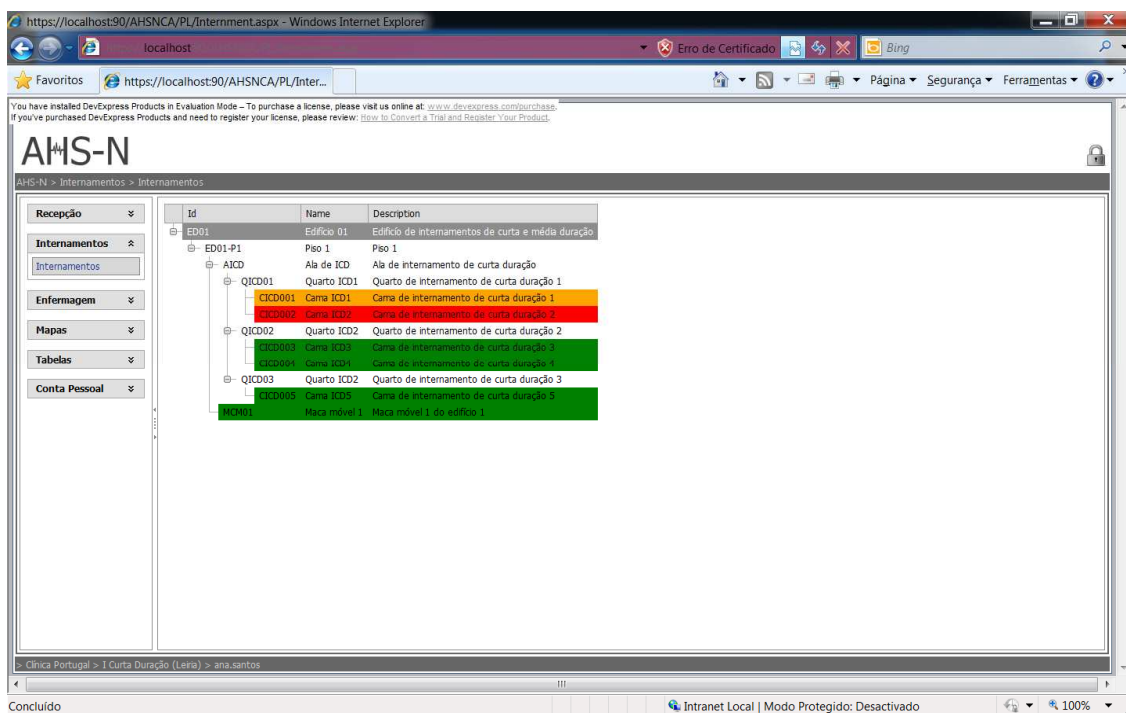 https://localhost:90/AHSNCA/PL/Internment.aspx - Windows Internet Explorer
localhost
Erro de Certificado
Bing
Favoritos
https://localhost:90/AHSNCA/PL/Inter...
Página
Segurança
Ferramentas
You have installed DevExpress Products in Evaluation Mode – To purchase a license, please visit us online at: www.devexpress.com/purchase.
If you've purchased DevExpress Products and need to register your license, please review: How to Convert a Trial and Register Your Product.
AHS-N
AHS-N > Internamentos > Internamentos
Recepção
Internamentos
Internamentos
Enfermagem
Mapas
Tabelas
Conta Pessoal
Id Name Description
ED01 Edifício 01 Edifício de internamentos de curta e média duração
ED01-P1 Piso 1 Piso 1
AICD Ala de ICD Ala de internamento de curta duração
QICD01 Quarto ICD1 Quarto de internamento de curta duração 1
CICD001 Cama ICD1 Cama de internamento de curta duração 1
CICD002 Cama ICD2 Cama de internamento de curta duração 2
QICD02 Quarto ICD2 Quarto de internamento de curta duração 2
CICD003 Cama ICD3 Cama de internamento de curta duração 3
CICD004 Cama ICD4 Cama de internamento de curta duração 4
QICD03 Quarto ICD2 Quarto de internamento de curta duração 3
CICD005 Cama ICD5 Cama de internamento de curta duração 5
MCM01 Maca móvel 1 Maca móvel 1 do edifício 1
> Clínica Portugal > I Curta Duração (Leiria) > ana.santos
Concluído
Intranet Local | Modo Protegido: Desactivado
100%